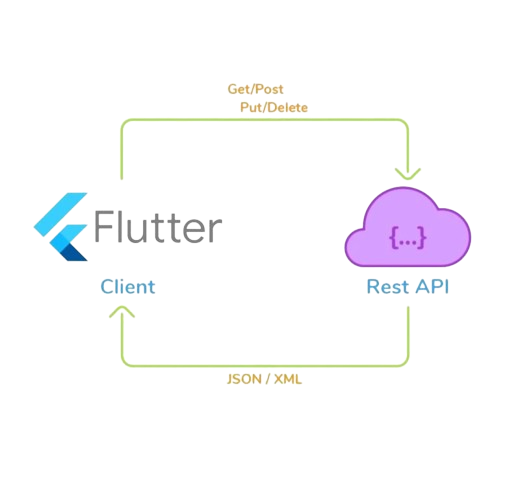 Get/Post
Put/Delete
Flutter
{...}
Client
Rest API
JSON / XML